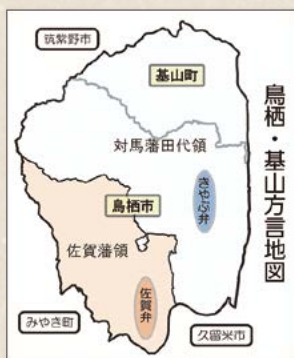 鳥栖・基山方言地図
筑紫野市
基山町
対馬藩田代領
鳥栖市
きやぶ弁
佐賀藩領
佐賀弁
みやき町
久留米市